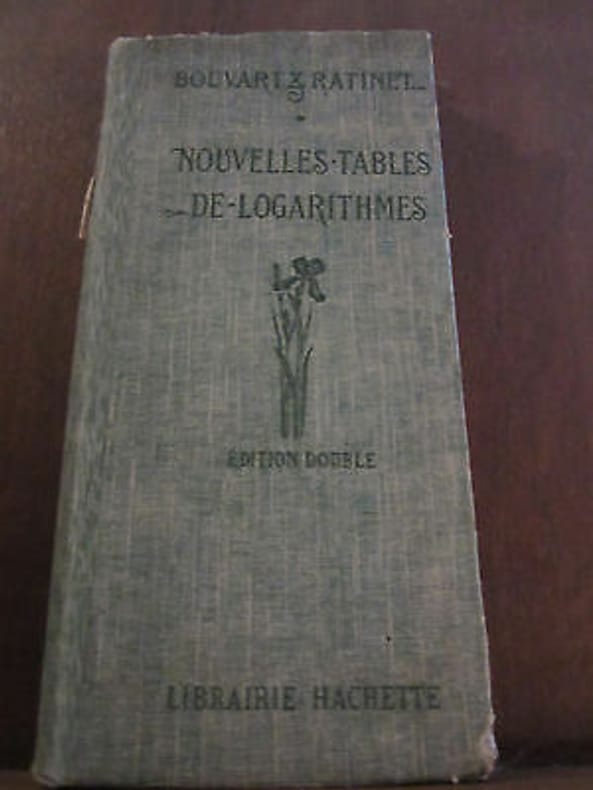 BOUVART & RATINET
NOUVELLES·TABLES
DE-LOGARITHMES
ÉDITION DOUBLE
LIBRAIRIE HACHETTE